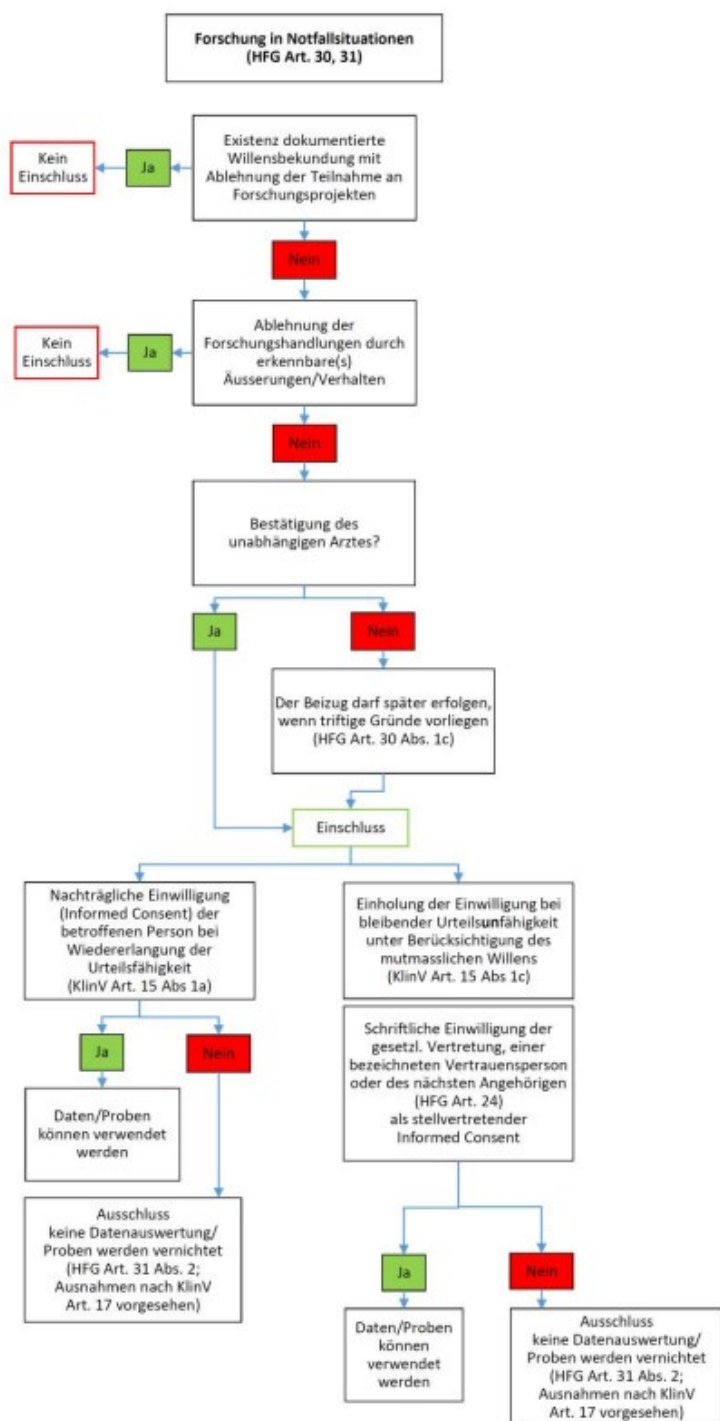 Forschung in Notfallsituationen
(HFG Art. 30, 31)
Existenz dokumentierte
Willensbekundung mit
Ablehnung der Teilnahme an
Forschungsprojekten
Ja
Kein
Einschluss
Nein
Ablehnung der
Forschungshandlungen durch
erkennbare(s)
Äusserungen/Verhalten
Ja
Kein
Einschluss
Nein
Bestätigung des
unabhängigen Arztes?
Ja
Nein
Der Beizug darf später erfolgen,
wenn triftige Gründe vorliegen
(HFG Art. 30 Abs. 1c)
Einschluss
Nachträgliche Einwilligung
(Informed Consent) der
betroffenen Person bei
Wiedererlangung der
Urteilsfähigkeit
(KlinV Art. 15 Abs 1a)
Ja
Nein
Daten/Proben
können verwendet
werden
Ausschluss
keine Datenauswertung/
Proben werden vernichtet
(HFG Art. 31 Abs. 2;
Ausnahmen nach KlinV
Art. 17 vorgesehen)
Einholung der Einwilligung bei
bleibender Urteilsunfähigkeit
unter Berücksichtigung des
mutmasslichen Willens
(KlinV Art. 15 Abs 1c)
Schriftliche Einwilligung der
gesetzl. Vertretung, einer
bezeichneten Vertrauensperson
oder des nächsten Angehörigen
(HFG Art. 24)
als stellvertretender
Informed Consent
Ja
Nein
Daten/Proben
können
verwendet
werden
Ausschluss
keine Datenauswertung/
Proben werden vernichtet
(HFG Art. 31 Abs. 2;
Ausnahmen nach KlinV
Art. 17 vorgesehen)